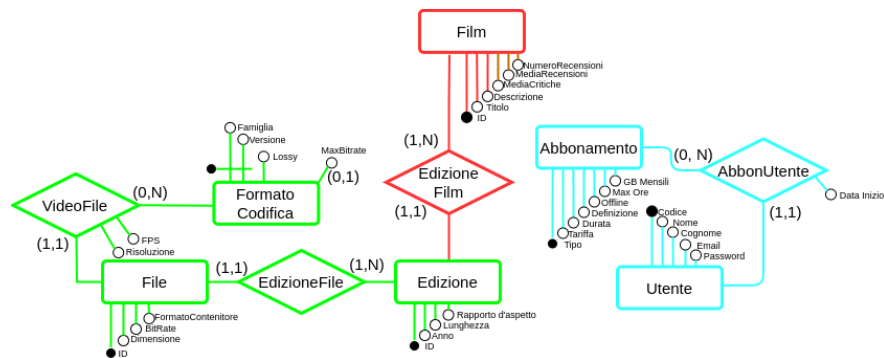 Film
NumeroRecensioni
MediaRecensioni
MediaCritiche
Descrizione
Titolo
ID
(1,N)
Edizione
Film
(1,1)
Famiglia
Versione
Lossy
MaxBitrate
(0,1)
Formato
Codifica
(0,N)
VideoFile
(1,1)
FPS
Risoluzione
File
(1,1)
EdizioneFile
(1,N)
Edizione
FormatoContenitore
BitRate
Dimensione
ID
Rapporto d'aspetto
Lunghezza
Anno
ID
Abbonamento
(0, N)
AbbonUtente
(1,1)
Data Inizio
GB Mensili
Max Ore
Offline
Definizione
Durata
Tariffa
Tipo
Codice
Nome
Cognome
Email
Password
Utente